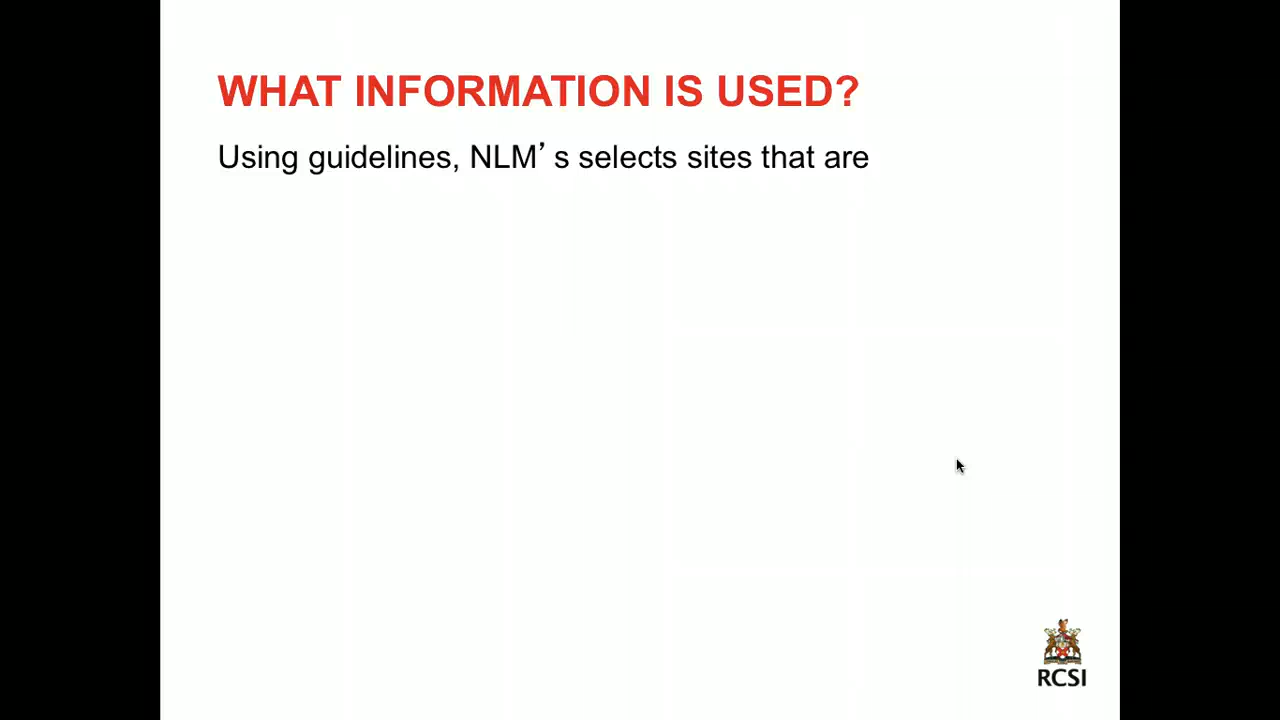 WHAT INFORMATION IS USED?
Using guidelines, NLM’s selects sites that are
RCSI